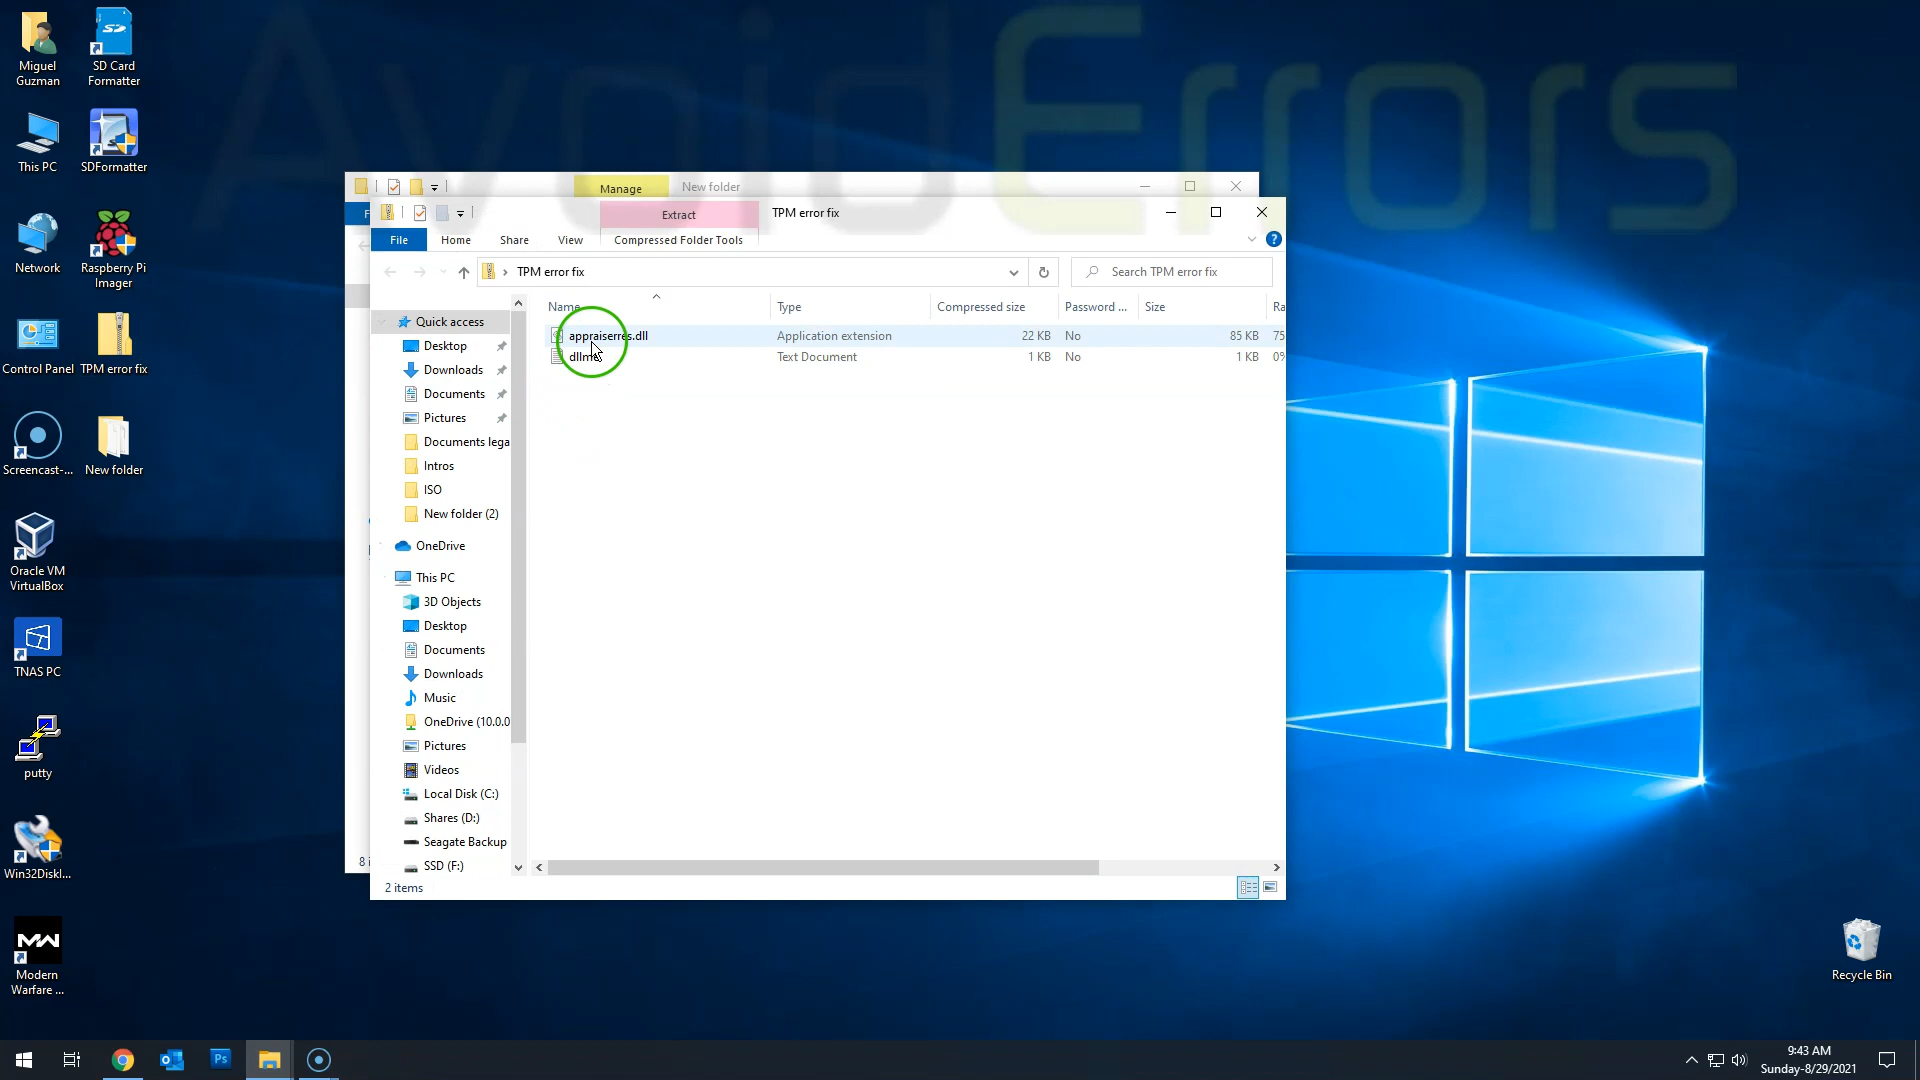 AvoidErrors
Miguel
Guzman
SD Card
Formatter
This PC
SDFormatter
Network
Raspberry Pi
Imager
Control Panel
TPM error fix
Screencast-...
New folder
Oracle VM
VirtualBox
TNAS PC
putty
Win32DiskI...
Modern
Warfare ...
Recycle Bin
Manage
New folder
F
8 i
Extract
TPM error fix
File
Home
Share
View
Compressed Folder Tools
TPM error fix
Search TPM error fix
Name
Type
Compressed size
Password ...
Size
Ra
appraiserres.dll
Application extension
22 KB
No
85 KB
75
Text Document
1 KB
No
1 KB
0%
Quick access
Desktop
Downloads
Documents
Pictures
Documents lega
Intros
ISO
New folder (2)
OneDrive
This PC
3D Objects
Desktop
Documents
Downloads
Music
OneDrive (10.0.0
Pictures
Videos
Local Disk (C:)
Shares (D:)
Seagate Backup
SSD (F:)
2 items
9:43 AM
Sunday-8/29/2021